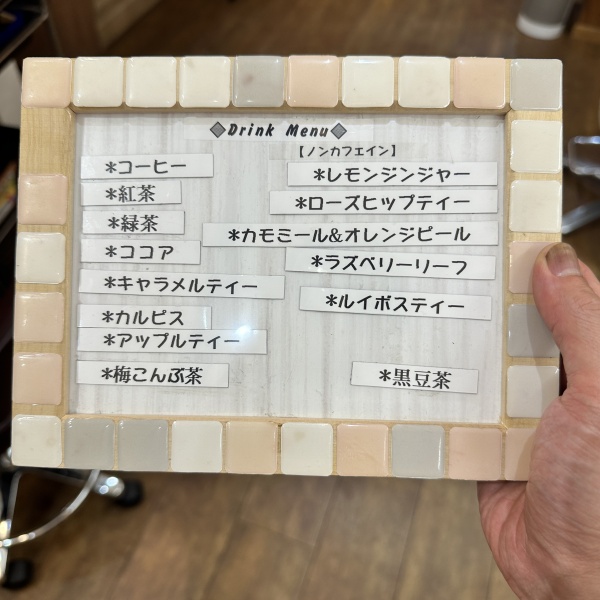 ◆Drink Menu◆
*コーヒー
*紅茶
*緑茶
*ココア
*キャラメルティー
*カルピス
*アップルティー
*梅こんぶ茶
【ノンカフェイン】
*レモンジンジャー
*ローズヒップティー
*カモミール&オレンジピール
*ラズベリーリーフ
*ルイボスティー
*黒豆茶